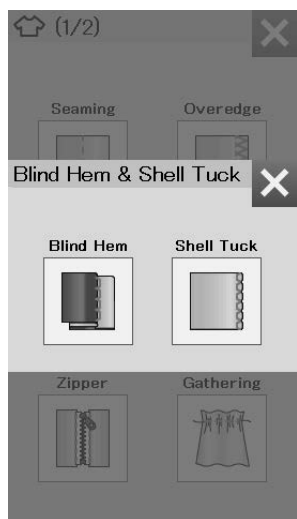 (1/2)
Seaming Overedge
Blind Hem & Shell Tuck
Blind Hem Shell Tuck
Zipper Gathering